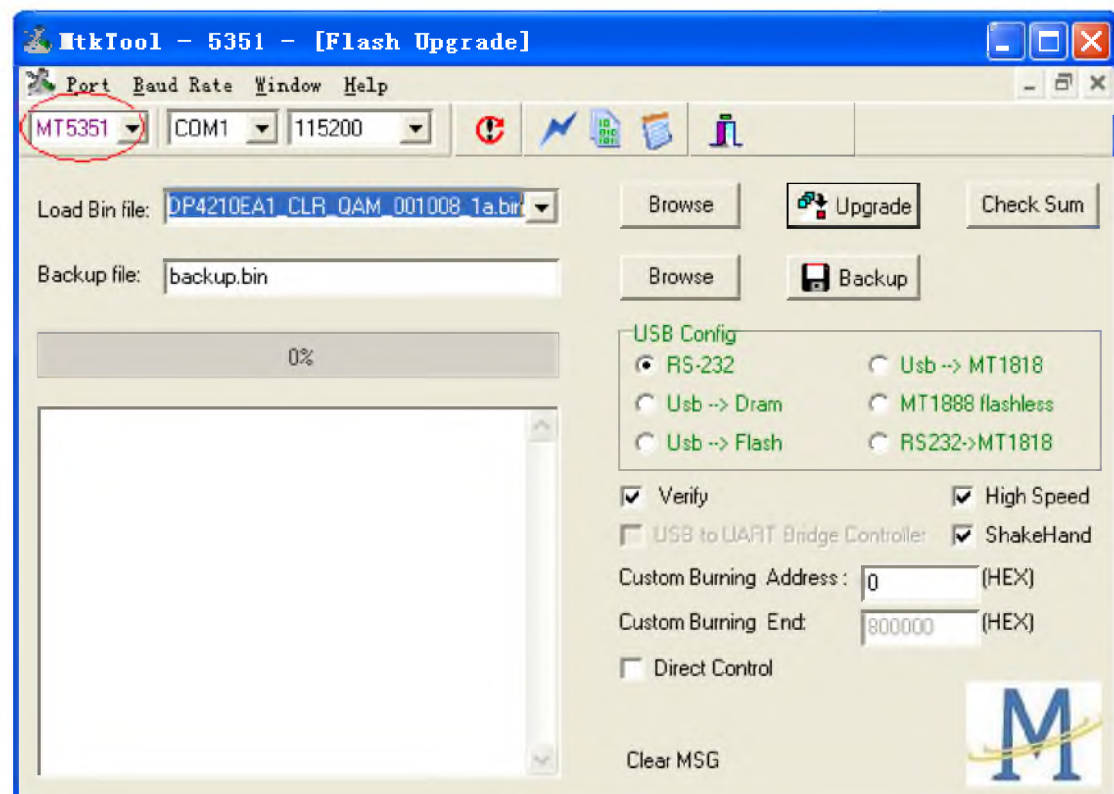 MtkTool - 5351 - [Flash Upgrade]
Port Baud Rate Window Help
MT5351 COM1 115200
Load Bin file: DP4210EA1_CLR_QAM_001008_1a.bin Browse Upgrade Check Sum
Backup file: backup.bin Browse Backup
0%
USB Config
RS-232 Usb --> MT1818
Usb --> Dram MT1888 flashless
Usb --> Flash RS232->MT1818
Verify High Speed
USB to UART Bridge Controller ShakeHand
Custom Burning Address : 0 (HEX)
Custom Burning End: 800000 (HEX)
Direct Control
Clear MSG
M